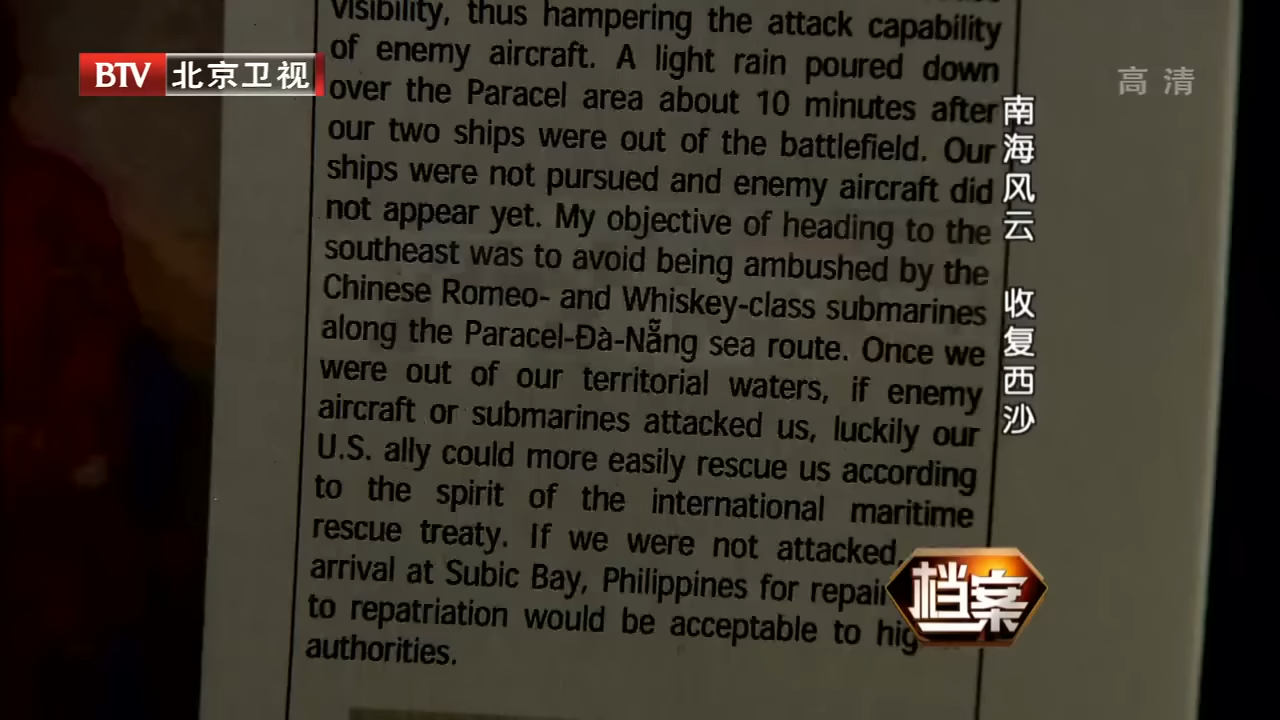 visibility, thus hampering the attack capability
of enemy aircraft. A light rain poured down
over the Paracel area about 10 minutes after
our two ships were out of the battlefield. Our
ships were not pursued and enemy aircraft did
not appear yet. My objective of heading to the
southeast was to avoid being ambushed by the
Chinese Romeo- and Whiskey-class submarines
along the Paracel-Đà-Nẵng sea route. Once we
were out of our territorial waters, if enemy
aircraft or submarines attacked us, luckily our
U.S. ally could more easily rescue us according
to the spirit of the international maritime
rescue treaty. If we were not attacked,
arrival at Subic Bay, Philippines for repair
to repatriation would be acceptable to
authorities.
BTV 北京卫视
高清
南海风云 收复西沙
档案